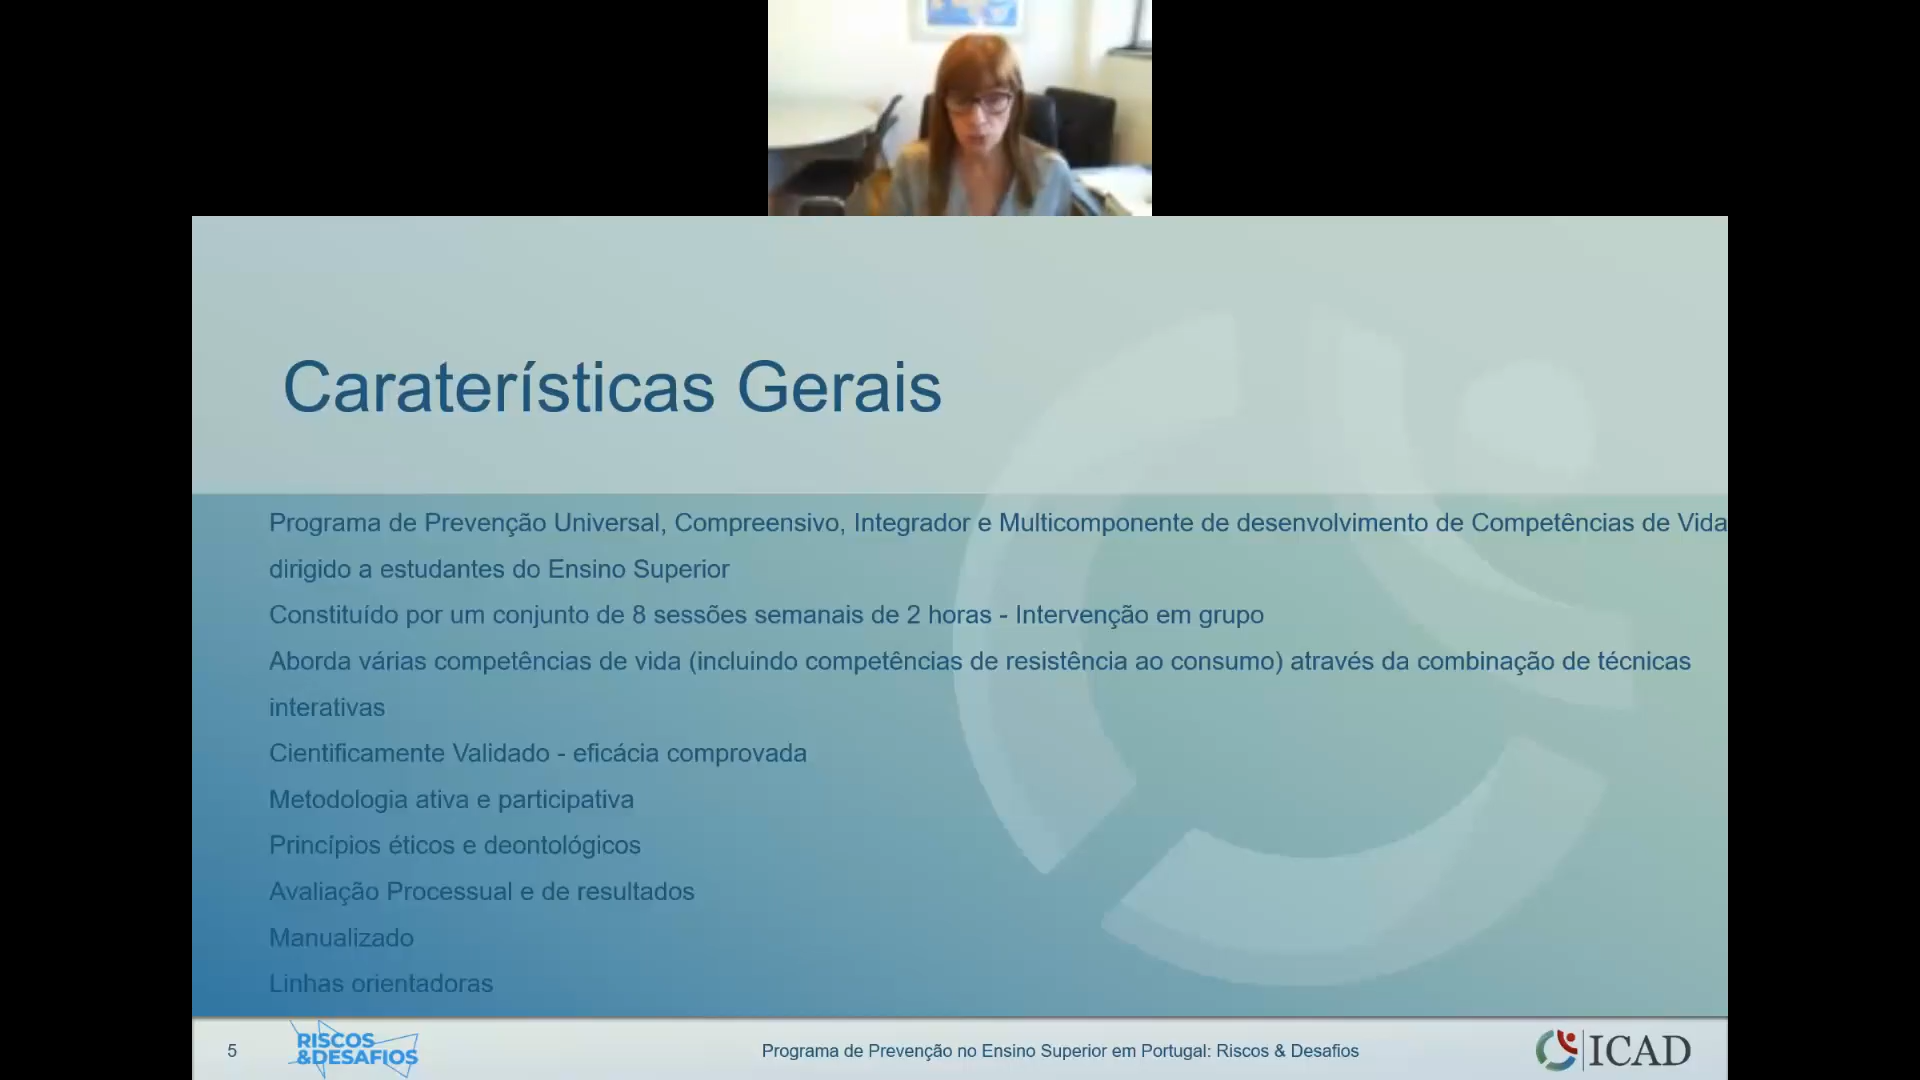 Caraterísticas Gerais
Programa de Prevenção Universal, Compreensivo, Integrador e Multicomponente de desenvolvimento de Competências de Vida
dirigido a estudantes do Ensino Superior
Constituído por um conjunto de 8 sessões semanais de 2 horas - Intervenção em grupo
Aborda várias competências de vida (incluindo competências de resistência ao consumo) através da combinação de técnicas
interativas
Cientificamente Validado - eficácia comprovada
Metodologia ativa e participativa
Princípios éticos e deontológicos
Avaliação Processual e de resultados
Manualizado
Linhas orientadoras
5
RISCOS
&DESAFIOS
Programa de Prevenção no Ensino Superior em Portugal: Riscos & Desafios
ICAD